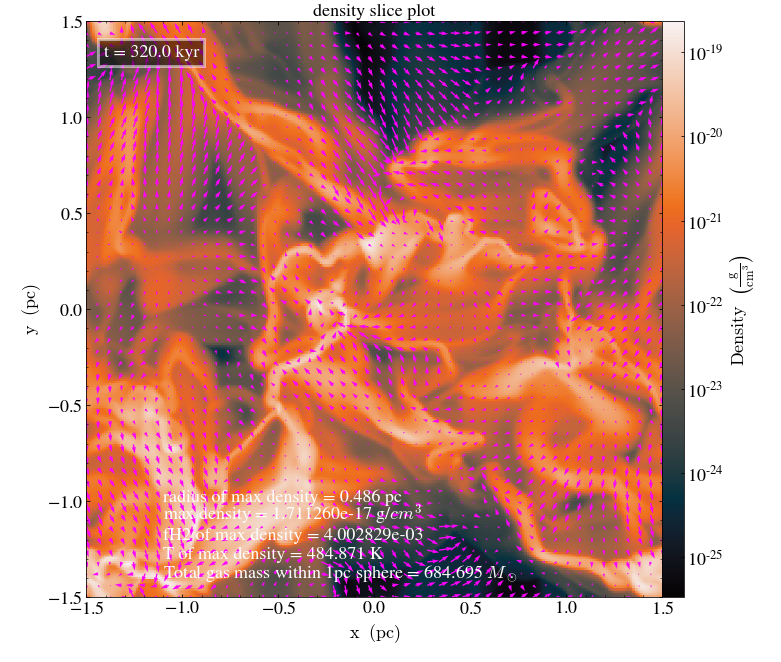 density slice plot
t = 320.0 kyr
1.5
1.0
0.5
0.0
−0.5
−1.0
−1.5
y (pc)
radius of max density = 0.486 pc
max density = 1.711260e-17 g/cm³
fH2 of max density = 4.002829e-03
T of max density = 484.871 K
Total gas mass within 1pc sphere = 684.695 M⊙
−1.5 −1.0 −0.5 0.0 0.5 1.0 1.5
x (pc)
10⁻¹⁹
10⁻²⁰
10⁻²¹
10⁻²²
10⁻²³
10⁻²⁴
10⁻²⁵
Density (g/cm³)